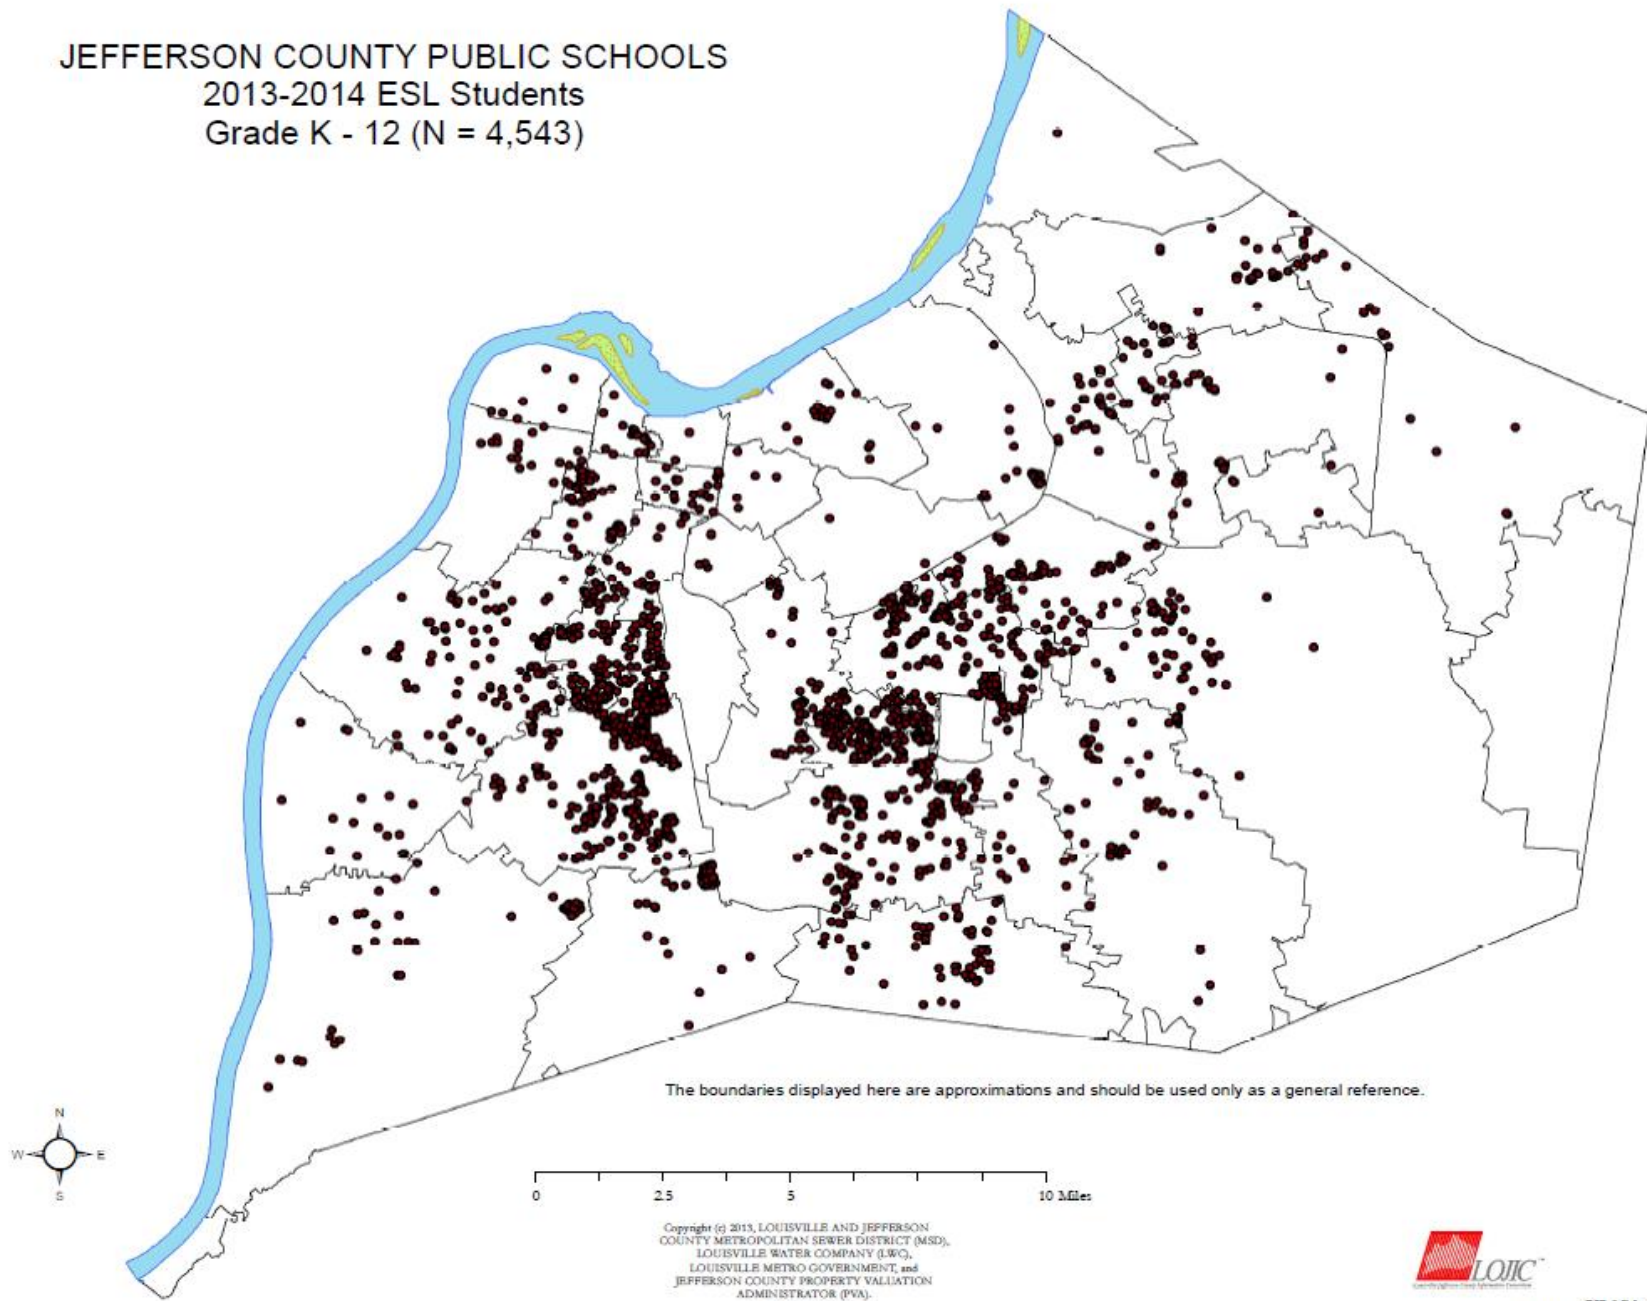 JEFFERSON COUNTY PUBLIC SCHOOLS
2013-2014 ESL Students
Grade K - 12 (N = 4,543)
The boundaries displayed here are approximations and should be used only as a general reference.
N
W
E
S
0
2.5
5
10 Miles
Copyright (c) 2013, LOUISVILLE AND JEFFERSON
COUNTY METROPOLITAN SEWER DISTRICT (MSD),
LOUISVILLE WATER COMPANY (LWC),
LOUISVILLE METRO GOVERNMENT, and
JEFFERSON COUNTY PROPERTY VALUATION
ADMINISTRATOR (PVA).
LOJIC